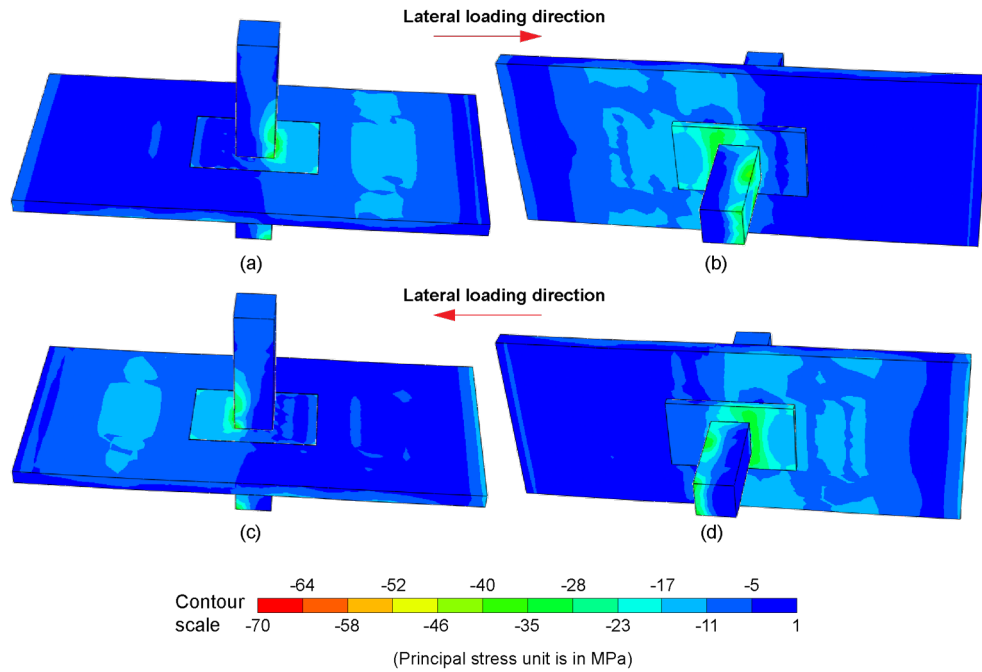 Lateral loading direction
(a)
(b)
Lateral loading direction
(c)
(d)
-64 -52 -40 -28 -17 -5
Contour
scale
-70 -58 -46 -35 -23 -11 1
(Principal stress unit is in MPa)